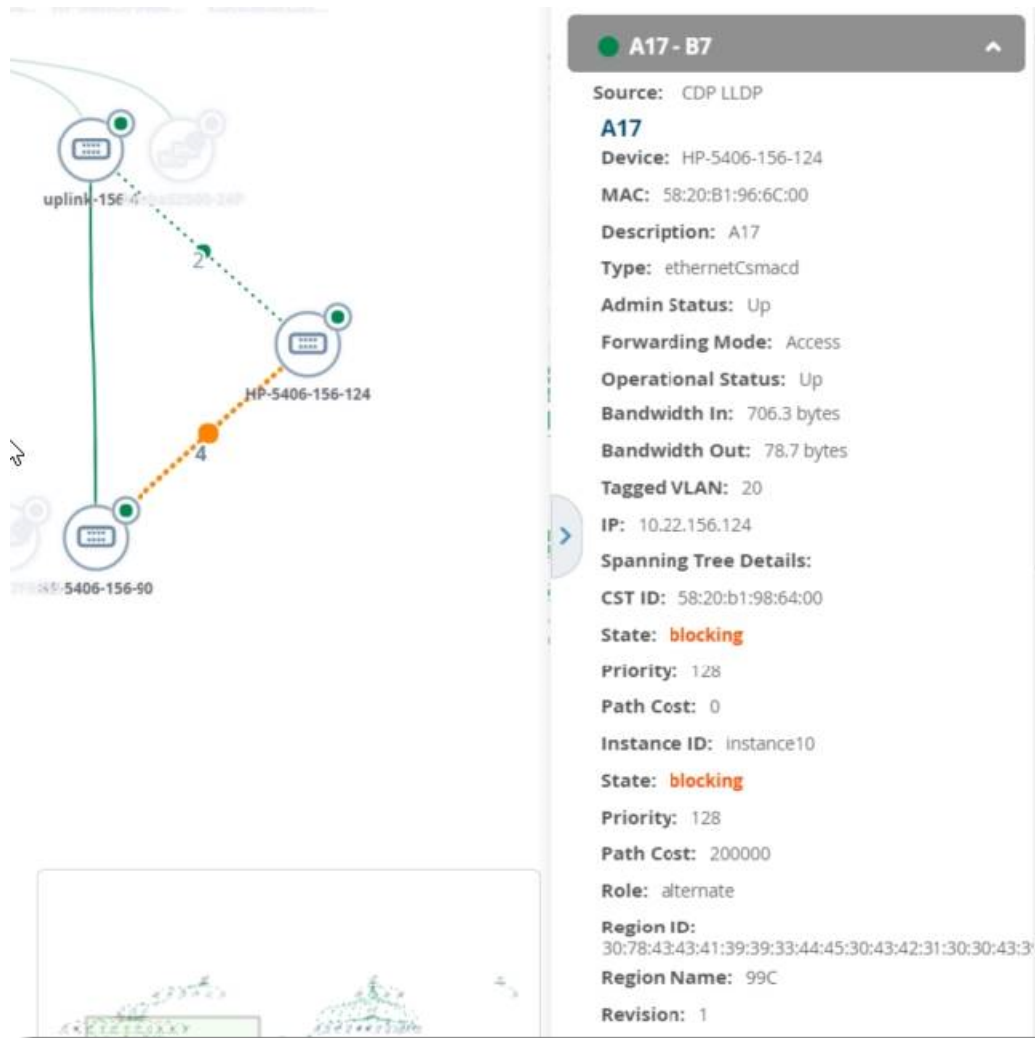 A17 - B7
Source: CDP LLDP
A17
Device: HP-5406-156-124
MAC: 58:20:B1:96:6C:00
Description: A17
Type: ethernetCsmacd
Admin Status: Up
Forwarding Mode: Access
Operational Status: Up
Bandwidth In: 706.3 bytes
Bandwidth Out: 78.7 bytes
Tagged VLAN: 20
IP: 10.22.156.124
Spanning Tree Details:
CST ID: 58:20:b1:98:64:00
State: blocking
Priority: 128
Path Cost: 0
Instance ID: instance10
State: blocking
Priority: 128
Path Cost: 200000
Role: alternate
Region ID:
30:78:43:43:41:39:39:33:44:45:30:43:42:31:30:30:43:3
Region Name: 99C
Revision: 1
uplink-156-4
2
HP-5406-156-124
4
5406-156-90